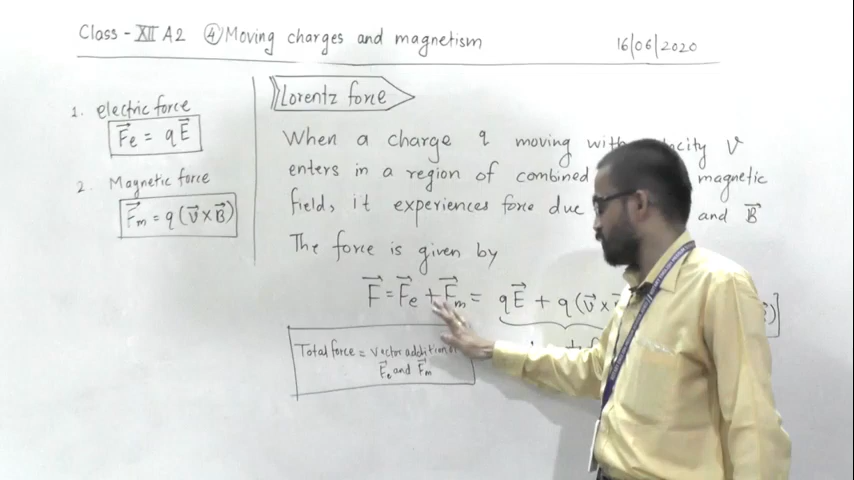 Class - XII A2 ④ Moving charges and magnetism
16/06/2020
1. electric force
F⃗e = qE⃗
2. Magnetic force
F⃗m = q(v⃗ × B⃗)
Lorentz force
When a charge q moving with v
enters in a region of combined magnetic
field, it experiences force due and B⃗
The force is given by
F⃗ = F⃗e + F⃗m = qE⃗ + q(v⃗ ×
Total force = vector addition
F⃗e and F⃗m